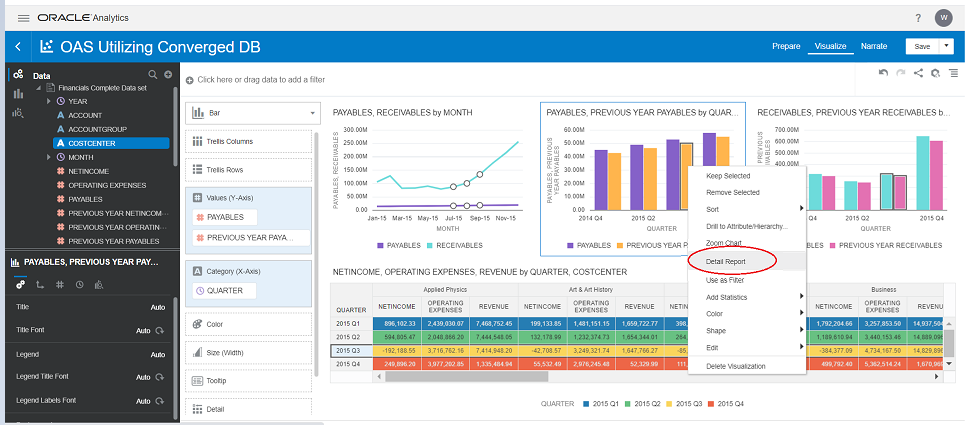 ORACLE Analytics
?
W
OAS Utilizing Converged DB
Prepare
Visualize
Narrate
Save
Data
Financials Complete Data set
YEAR
A ACCOUNT
A ACCOUNTGROUP
A COSTCENTER
MONTH
# NETINCOME
# OPERATING EXPENSES
# PAYABLES
# PREVIOUS YEAR NETINCOM...
# PREVIOUS YEAR OPERATIN...
# PREVIOUS YEAR PAYABLES
PAYABLES, PREVIOUS YEAR PAY...
Title
Auto
Title Font
Auto
Legend
Auto
Legend Title Font
Auto
Legend Labels Font
Auto
Click here or drag data to add a filter
Bar
Trellis Columns
Trellis Rows
# Values (Y-Axis)
# PAYABLES
# PREVIOUS YEAR PAYA...
A Category (X-Axis)
QUARTER
Color
Size (Width)
Tooltip
Detail
PAYABLES, RECEIVABLES by MONTH
PAYABLES, RECEIVABLES
300.00M
250.00M
200.00M
150.00M
100.00M
50.00M
0.00
Jan-15 Mar-15 May-15 Jul-15 Sep-15 Nov-15
MONTH
PAYABLES RECEIVABLES
PAYABLES, PREVIOUS YEAR PAYABLES by QUAR...
PAYABLES, PREVIOUS
YEAR PAYABLES
60.00M
50.00M
40.00M
30.00M
20.00M
10.00M
0.00
2014 Q4 2015 Q2
QUARTER
PAYABLES PREVIOUS YEAR P
PAYABLES, PREVIOUS YEAR RECEIVABLES b...
PREVIOUS
RECEIVABLES
700.00M
600.00M
500.00M
400.00M
Q4 2015 Q2 2015 Q4
QUARTER
PREVIOUS YEAR RECEIVABLES
Keep Selected
Remove Selected
Sort
Drill to Attribute/Hierarchy...
Zoom Chart
Detail Report
Use as Filter
Add Statistics
Color
Shape
Edit
Delete Visualization
NETINCOME, OPERATING EXPENSES, REVENUE by QUARTER, COSTCENTER
Applied Physics Art & Art History Business
QUARTER NETINCOME OPERATING EXPENSES REVENUE NETINCOME OPERATING EXPENSES REVENUE NETINCOME NETINCOME OPERATING EXPENSES REVENUE
2015 Q1 896,102.33 2,439,030.07 7,468,752.45 199,133.85 1,481,151.15 1,659,722.77 398, 1,792,204.66 3,257,853.50 14,937,504
2015 Q2 594,805.47 2,048,866.20 7,444,548.05 132,178.99 1,232,374.73 1,654,344.01 264, 1,189,610.94 3,440,153.46 14,889,096
2015 Q3 -192,188.55 3,716,762.16 7,414,948.20 -42,708.57 3,249,321.74 1,647,766.27 -85, -384,377.09 4,734,167.50 14,829,896
2015 Q4 249,896.20 3,977,202.85 1,335,484.94 55,532.49 2,976,245.48 52,329.99 111, 499,792.40 5,362,514.24 1,670,969
QUARTER 2015 Q1 2015 Q2 2015 Q3 2015 Q4